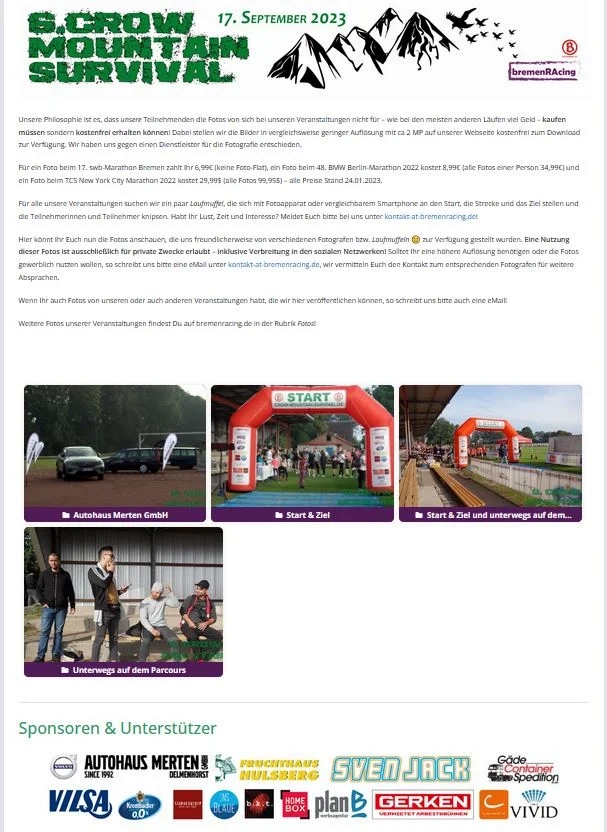 S.CROW
MOUNTAIN
SURVIVAL
17. SEPTEMBER 2023
bremenRAcing
Unsere Philosophie ist es, dass unsere Teilnehmenden die Fotos von sich bei unseren Veranstaltungen nicht für – wie bei den meisten anderen Läufen viel Geld – kaufen
müssen sondern kostenfrei erhalten können! Dabei stellen wir die Bilder in vergleichsweise geringer Auflösung mit ca 2 MP auf unserer Webseite kostenfrei zum Download
zur Verfügung. Wir haben uns gegen einen Dienstleister für die Fotografie entschieden.
Für ein Foto beim 17. swb-Marathon Bremen zahlt Ihr 6,99€ (keine Foto-Flat), ein Foto beim 48. BMW Berlin-Marathon 2022 kostet 8,99€ (alle Fotos einer Person 34,99€) und
ein Foto beim TCS New York City Marathon 2022 kostet 29,99$ (alle Fotos 99,95$) – alle Preise Stand 24.01.2023.
Für alle unsere Veranstaltungen suchen wir ein paar Laufmuffel, die sich mit Fotoapparat oder vergleichbarem Smartphone an den Start, die Strecke und das Ziel stellen und
die Teilnehmerinnen und Teilnehmer knipsen. Habt Ihr Lust, Zeit und Interesse? Meldet Euch bitte bei uns unter kontakt-at-bremenracing.de!
Hier könnt Ihr Euch nun die Fotos anschauen, die uns freundlicherweise von verschiedenen Fotografen bzw. Laufmuffeln 😉 zur Verfügung gestellt wurden. Eine Nutzung
dieser Fotos ist ausschließlich für private Zwecke erlaubt – inklusive Verbreitung in den sozialen Netzwerken! Solltet Ihr eine höhere Auflösung benötigen oder die Fotos
gewerblich nutzen wollen, so schreibt uns bitte eine eMail unter kontakt-at-bremenracing.de, wir vermitteln Euch den Kontakt zum entsprechenden Fotografen für weitere
Absprachen.
Wenn Ihr auch Fotos von unseren oder auch anderen Veranstaltungen habt, die wir hier veröffentlichen können, so schreibt uns bitte auch eine eMail!
Weitere Fotos unserer Veranstaltungen findest Du auf bremenracing.de in der Rubrik Fotos!
START
Autohaus Merten GmbH
Start & Ziel
Start & Ziel und unterwegs auf dem...
Unterwegs auf dem Parcours
Sponsoren & Unterstützer
AUTOHAUS MERTEN GMBH
SINCE 1992 DELMENHORST
FRUCHTHAUS
HULSBERG
SVEN JACK
Gäde
Container
Spedition
VILSA
Krombacher
0,0%
INS
BLAUE
b.k.t.
HOME
BOX
plan B
werbeagentur
GERKEN
VERMIETET ARBEITSBÜHNEN
VIVID